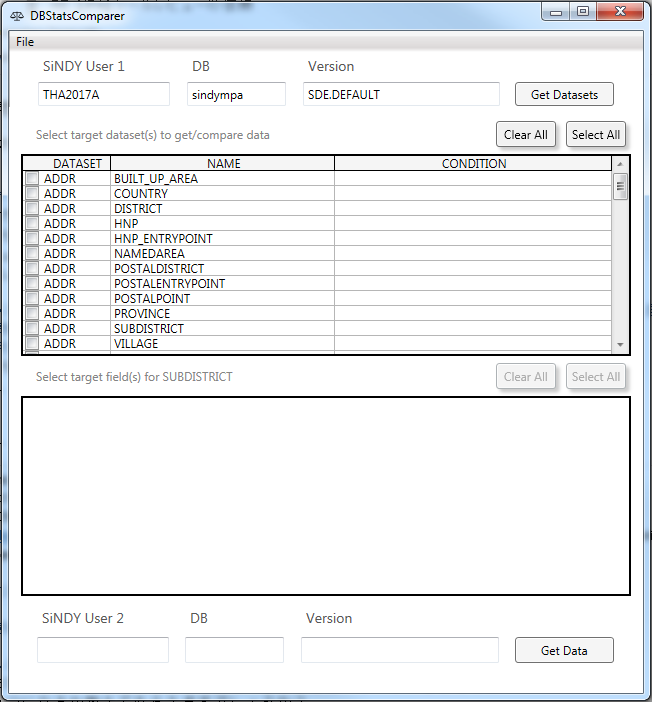 DBStatsComparer
File
SiNDY User 1 DB Version
THA2017A sindympa SDE.DEFAULT Get Datasets
Select target dataset(s) to get/compare data Clear All Select All
DATASET NAME CONDITION
ADDR BUILT_UP_AREA
ADDR COUNTRY
ADDR DISTRICT
ADDR HNP
ADDR HNP_ENTRYPOINT
ADDR NAMEDAREA
ADDR POSTALDISTRICT
ADDR POSTALENTRYPOINT
ADDR POSTALPOINT
ADDR PROVINCE
ADDR SUBDISTRICT
ADDR VILLAGE
Select target field(s) for SUBDISTRICT Clear All Select All
SiNDY User 2 DB Version
Get Data